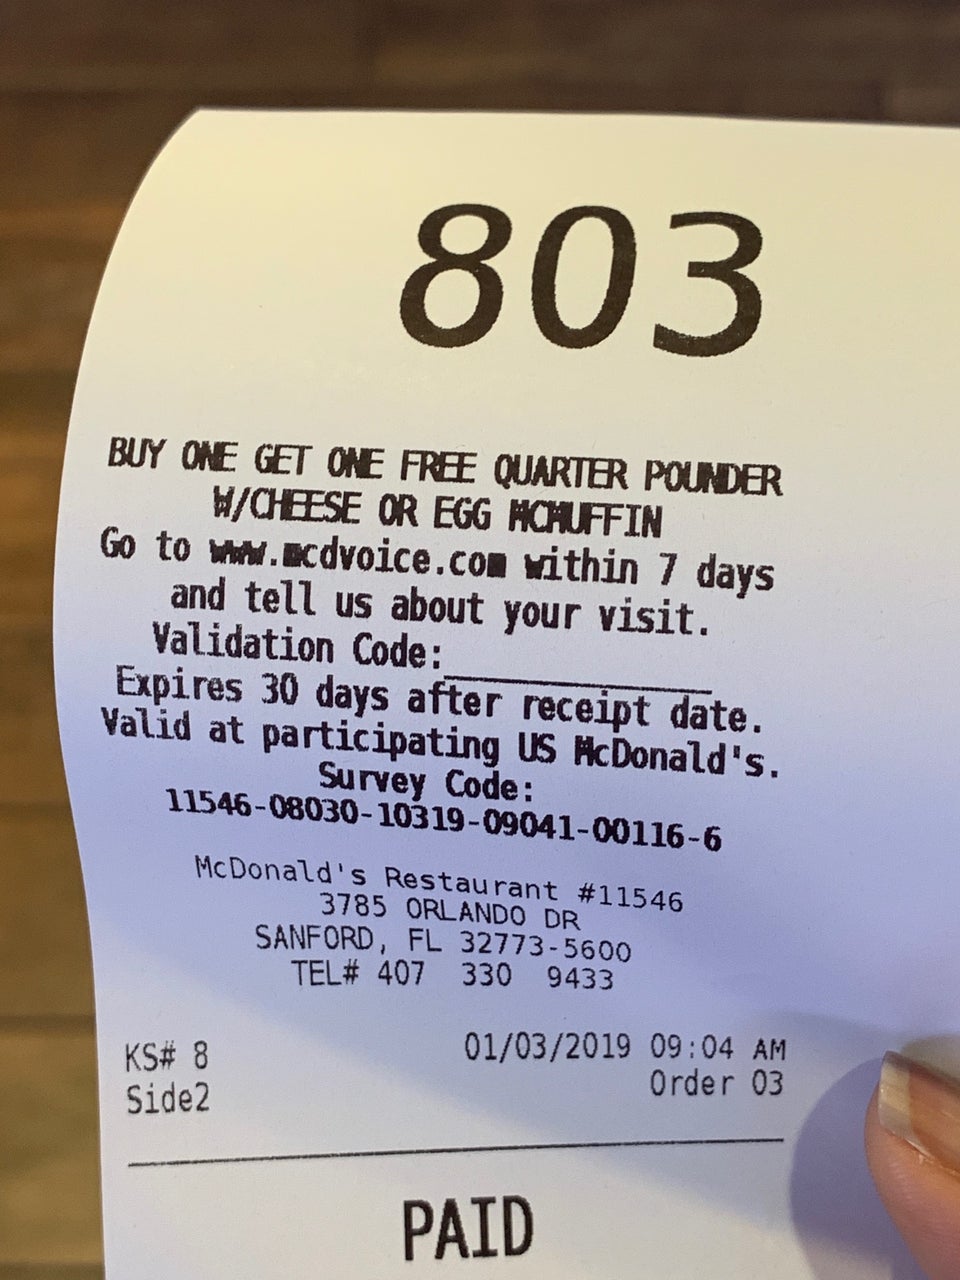 803
BUY ONE GET ONE FREE QUARTER POUNDER
W/CHEESE OR EGG MCMUFFIN
Go to www.mcdvoice.com within 7 days
and tell us about your visit.
Validation Code:____________
Expires 30 days after receipt date.
Valid at participating US McDonald's.
Survey Code:
11546-08030-10319-09041-00116-6
McDonald's Restaurant #11546
3785 ORLANDO DR
SANFORD, FL 32773-5600
TEL# 407 330 9433
KS# 8 01/03/2019 09:04 AM
Side2 Order 03
PAID